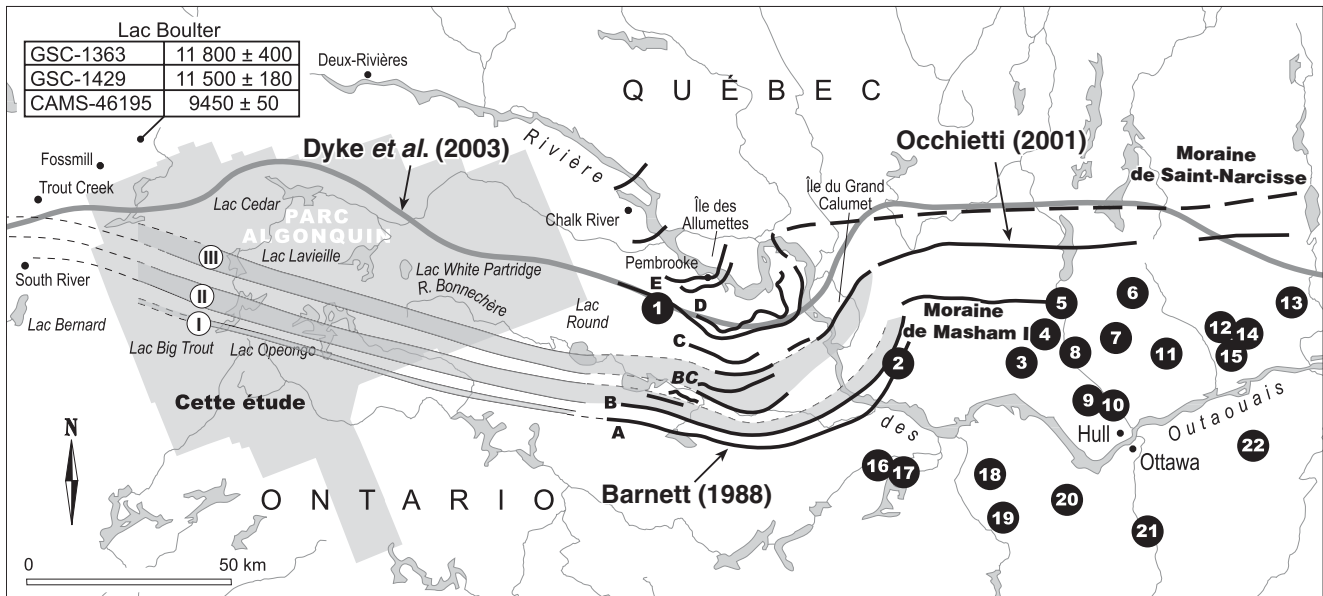 Lac Boulter
GSC-1363 11 800 ± 400
GSC-1429 11 500 ± 180
CAMS-46195 9450 ± 50
Deux-Rivières
QUÉBEC
Dyke et al. (2003)
Occhietti (2001)
Moraine
de Saint-Narcisse
Fossmill
Trout Creek
Rivière
Île du Grand
Calumet
Île des
Allumettes
Chalk River
Lac Cedar
PARC
ALGONQUIN
Lac Lavieille
Lac White Partridge
R. Bonnechère
Pembrooke
South River
Lac Bernard
III
II
I
Lac Big Trout
Lac Opeongo
Lac
Round
E
D
C
BC
B
A
1
2
Moraine
de Masham I
5
6
13
4
7
12
14
3
8
11
15
9
10
Cette étude
Hull
Ottawa
des
Outaouais
22
16
17
18
19
20
21
Barnett (1988)
ONTARIO
N
0 50 km